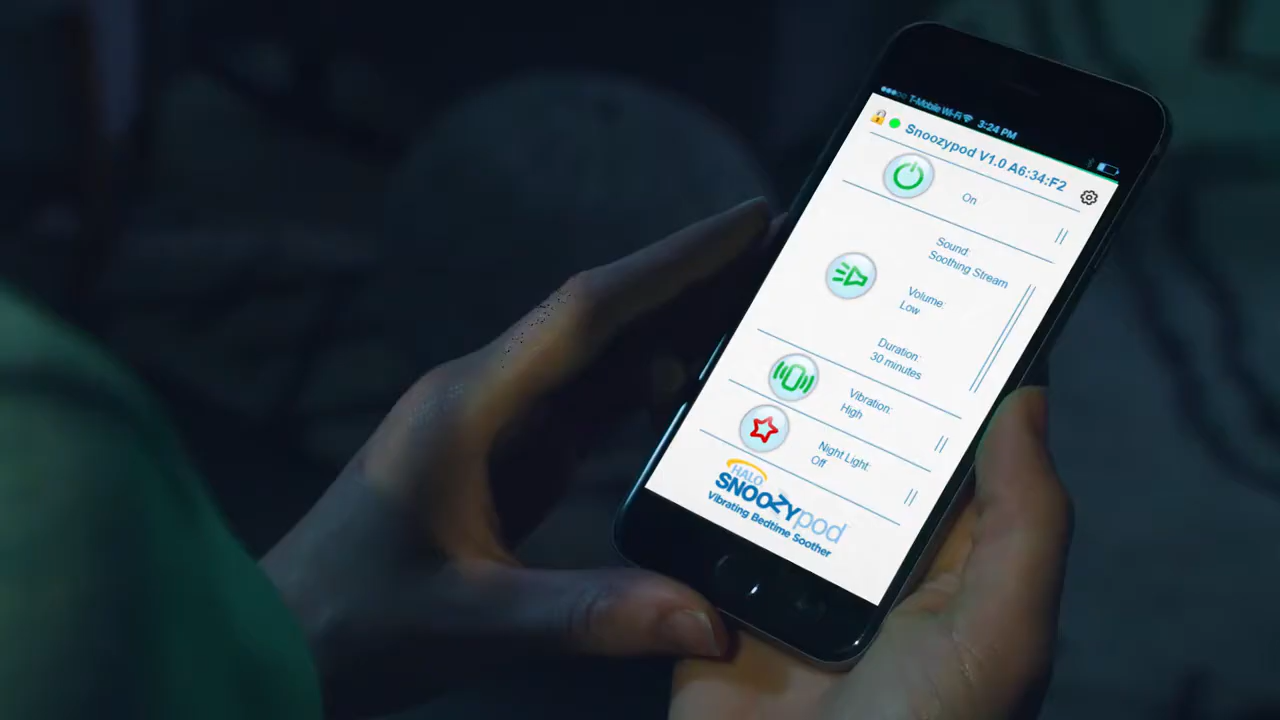 T-Mobile Wi-Fi 3:24 PM
Snoozypod V1.0 A6:34:F2
On
Sound:
Soothing Stream
Volume:
Low
Duration:
30 minutes
Vibration:
High
Night Light:
Off
HALO
SNOOZYpod
Vibrating Bedtime Soother